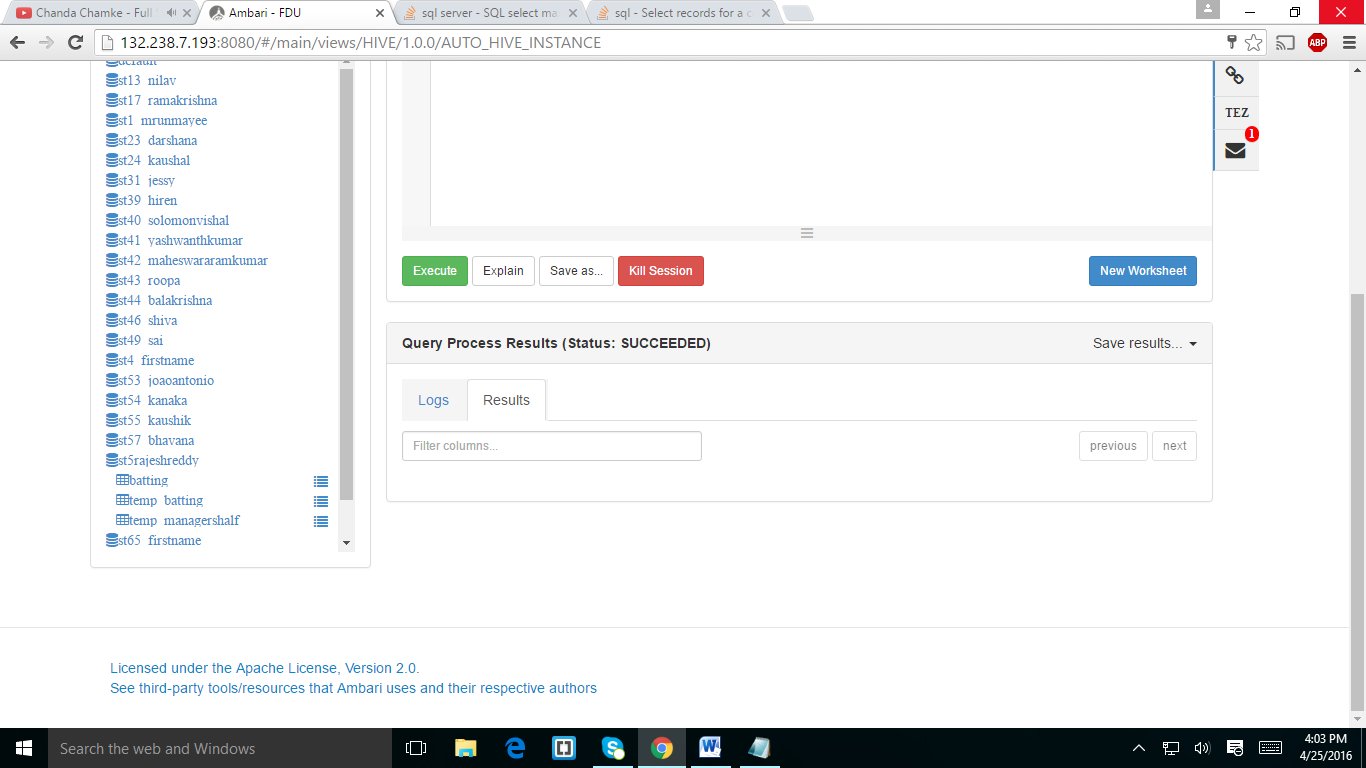 Chanda Chamke - Full
Ambari - FDU
sql server - SQL select ma
sql - Select records for a c
132.238.7.193:8080/#/main/views/HIVE/1.0.0/AUTO_HIVE_INSTANCE
ABP
default
st13_nilav
st17_ramakrishna
st1_mrunmayee
st23_darshana
st24_kaushal
st31_jessy
st39_hiren
st40_solomonvishal
st41_yashwanthkumar
st42_maheswararamkumar
st43_roopa
st44_balakrishna
st46_shiva
st49_sai
st4_firstname
st53_joaoantonio
st54_kanaka
st55_kaushik
st57_bhavana
st5rajeshreddy
batting
temp_batting
temp_managershalf
st65_firstname
TEZ
1
Execute
Explain
Save as...
Kill Session
New Worksheet
Query Process Results (Status: SUCCEEDED)
Save results...
Logs
Results
Filter columns...
previous
next
Licensed under the Apache License, Version 2.0.
See third-party tools/resources that Ambari uses and their respective authors
Search the web and Windows
4:03 PM
4/25/2016